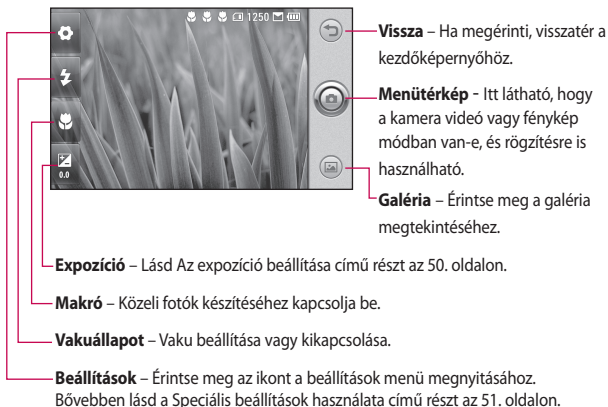 1250
0.0
Vissza – Ha megérinti, visszatér a
kezdőképernyőhöz.
Menütérkép - Itt látható, hogy
a kamera videó vagy fénykép
módban van-e, és rögzítésre is
használható.
Galéria – Érintse meg a galéria
megtekintéséhez.
Expozíció – Lásd Az expozíció beállítása című részt az 50. oldalon.
Makró – Közeli fotók készítéséhez kapcsolja be.
Vakuállapot – Vaku beállítása vagy kikapcsolása.
Beállítások – Érintse meg az ikont a beállítások menü megnyitásához.
Bővebben lásd a Speciális beállítások használata című részt az 51. oldalon.